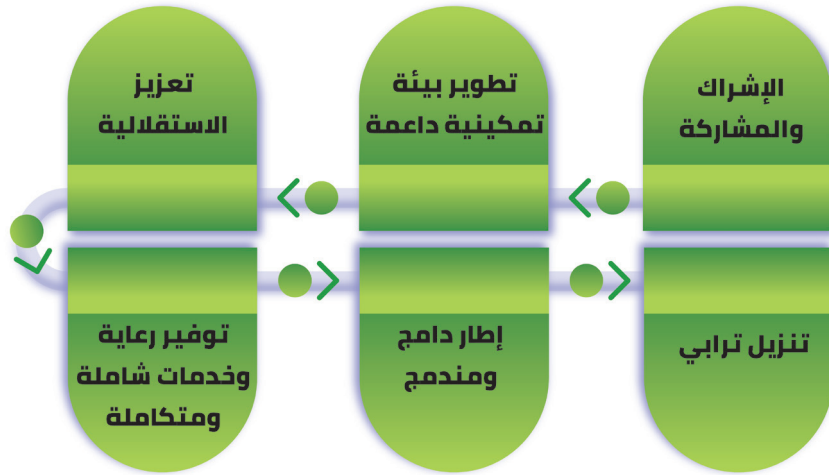 الإشراك
والمشاركة
تطوير بيئة
تمكينية داعمة
تعزيز
الاستقلالية
توفير رعاية
وخدمات شاملة
ومتكاملة
إطار دامج
ومندمج
تنزيل ترابي